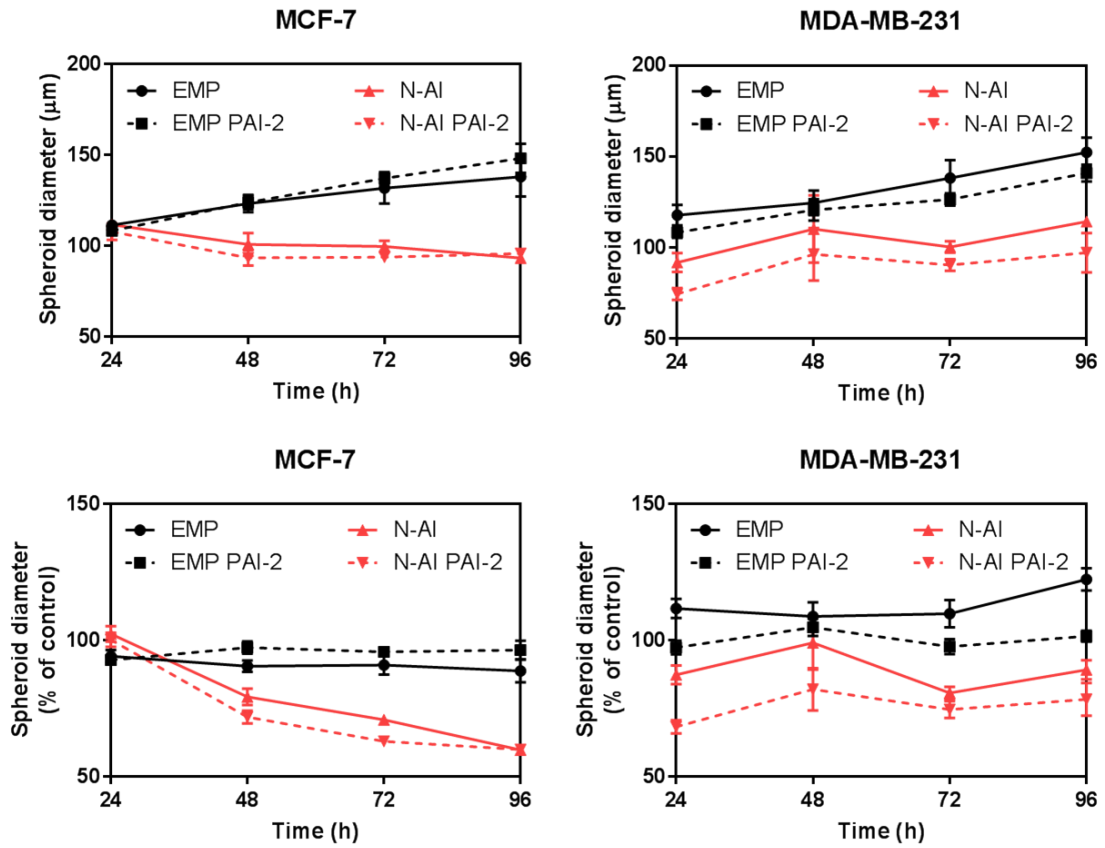 MCF-7
Spheroid diameter (µm)
200
150
100
50
EMP
N-AI
EMP PAI-2
N-AI PAI-2
24
48
72
96
Time (h)
MDA-MB-231
Spheroid diameter (µm)
200
150
100
50
EMP
N-AI
EMP PAI-2
N-AI PAI-2
24
48
72
96
Time (h)
MCF-7
Spheroid diameter
(% of control)
150
100
50
EMP
N-AI
EMP PAI-2
N-AI PAI-2
24
48
72
96
Time (h)
MDA-MB-231
Spheroid diameter
(% of control)
150
100
50
EMP
N-AI
EMP PAI-2
N-AI PAI-2
24
48
72
96
Time (h)